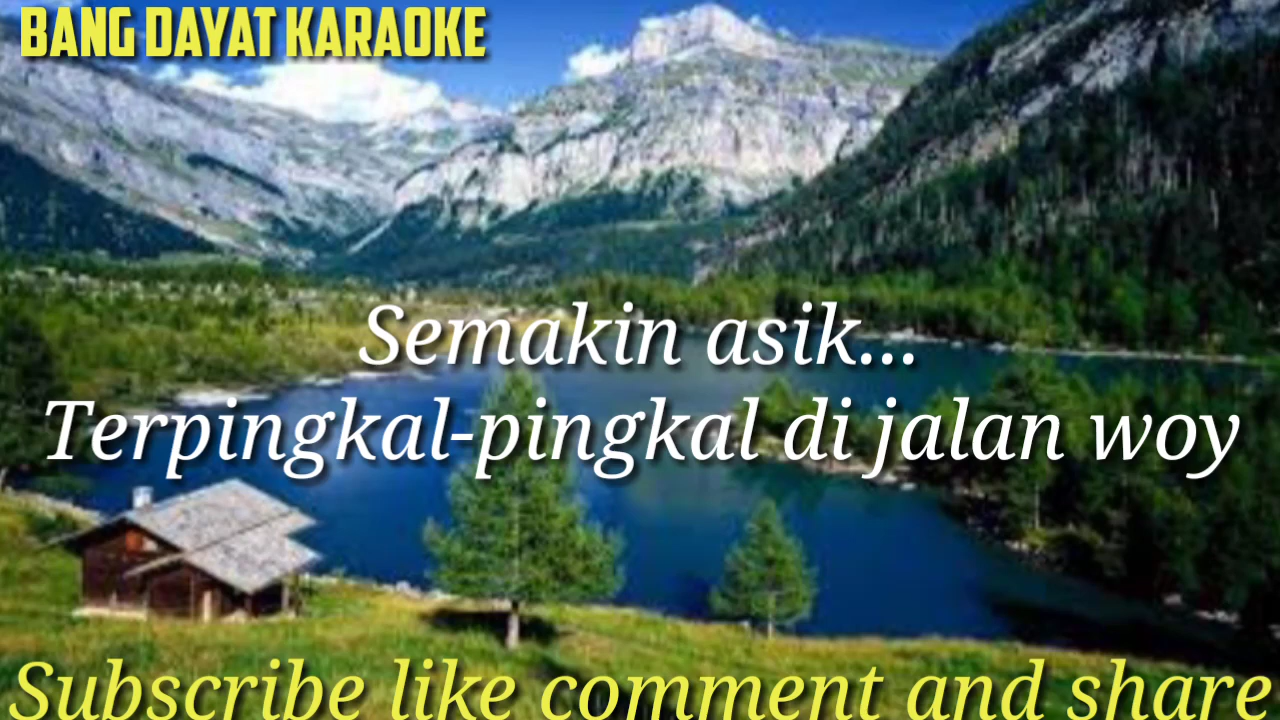 BANG DAYAT KARAOKE
Semakin asik...
Terpingkal-pingkal di jalan woy
Subscribe like comment and share